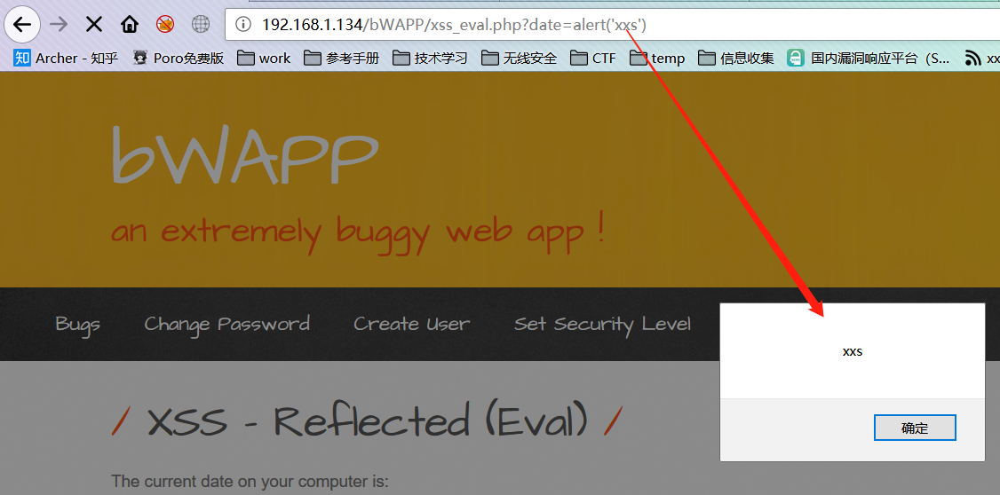 192.168.1.134/bWAPP/xss_eval.php?date=alert('xxs')
Archer - 知乎 Poro免费版 work 参考手册 技术学习 无线安全 CTF temp 信息收集 国内漏洞响应平台（S... xx
bWAPP
an extremely buggy web app !
Bugs Change Password Create User Set Security Level
xxs
确定
/ XSS - Reflected (Eval) /
The current date on your computer is: